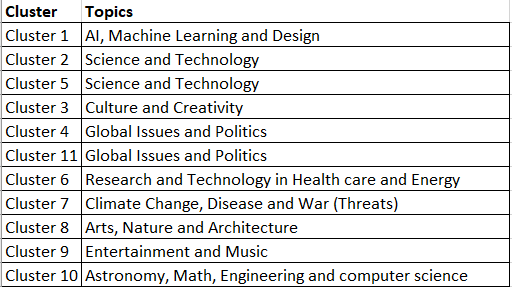 Cluster Topics
Cluster 1 AI, Machine Learning and Design
Cluster 2 Science and Technology
Cluster 5 Science and Technology
Cluster 3 Culture and Creativity
Cluster 4 Global Issues and Politics
Cluster 11 Global Issues and Politics
Cluster 6 Research and Technology in Health care and Energy
Cluster 7 Climate Change, Disease and War (Threats)
Cluster 8 Arts, Nature and Architecture
Cluster 9 Entertainment and Music
Cluster 10 Astronomy, Math, Engineering and computer science